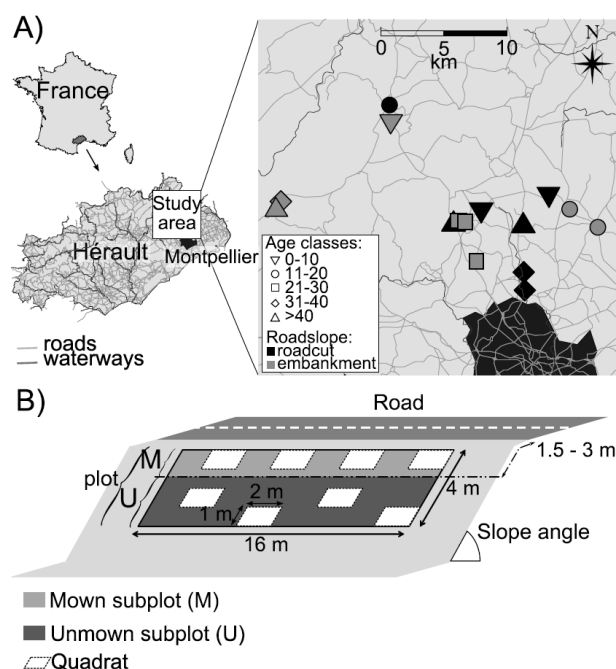 A)
France
Study
area
Hérault
Montpellier
roads
waterways
0 5 10
km
N
Age classes:
0-10
11-20
21-30
31-40
>40
Roadslope:
roadcut
embankment
B)
Road
1.5 - 3 m
plot
M
U
2 m
1 m
4 m
16 m
Slope angle
Mown subplot (M)
Unmown subplot (U)
Quadrat